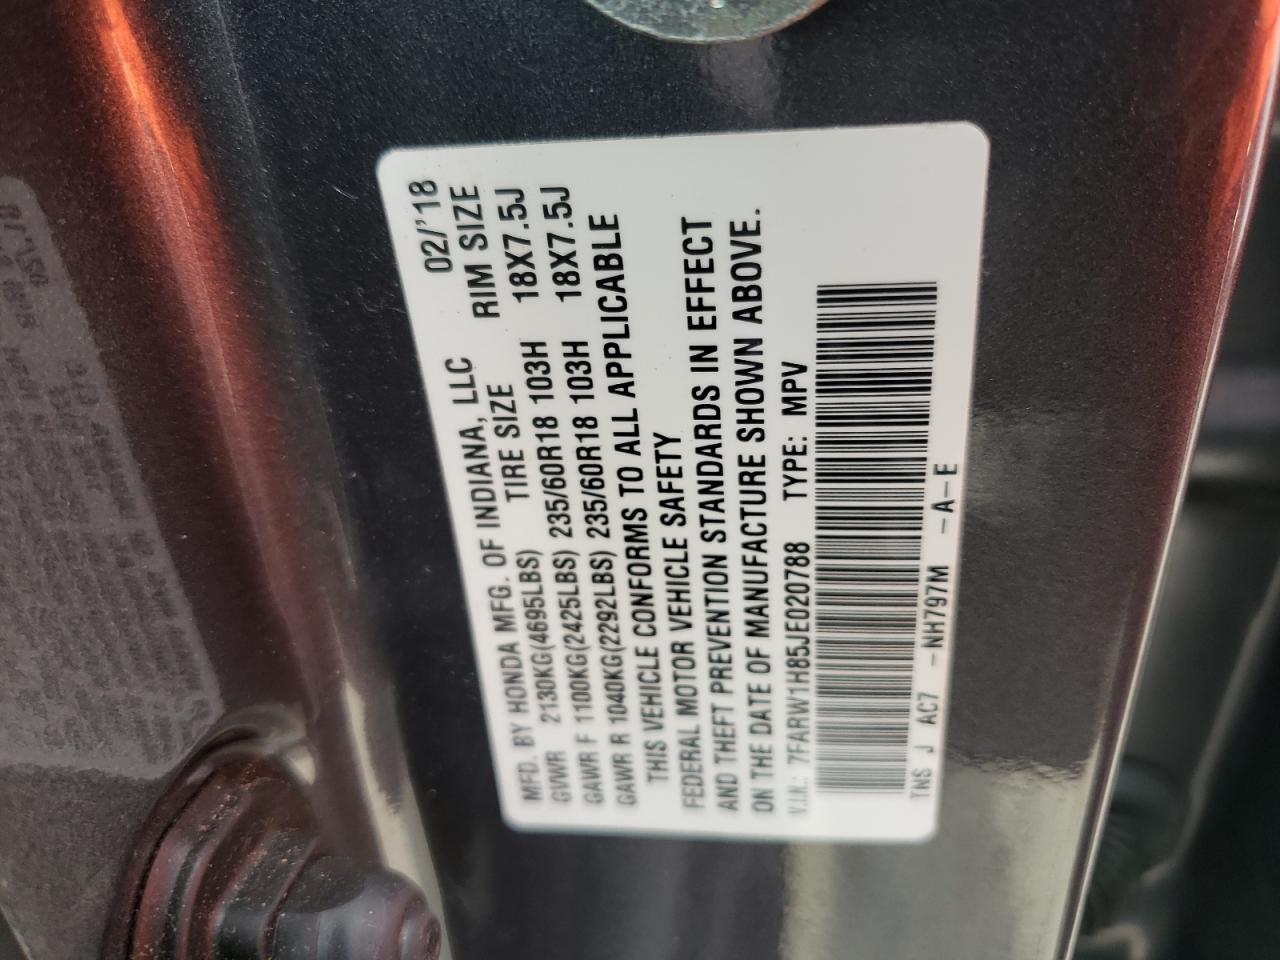 MFD. BY HONDA MFG. OF INDIANA, LLC 02/'18
GVWR 2130KG(4695LBS) TIRE SIZE RIM SIZE
GAWR F 1100KG(2425LBS) 235/60R18 103H 18X7.5J
GAWR R 1040KG(2292LBS) 235/60R18 103H 18X7.5J
THIS VEHICLE CONFORMS TO ALL APPLICABLE
FEDERAL MOTOR VEHICLE SAFETY
AND THEFT PREVENTION STANDARDS IN EFFECT
ON THE DATE OF MANUFACTURE SHOWN ABOVE.
V.I.N.: 7FARW1H85JE020788 TYPE: MPV
TNS J AC7 -NH797M -A-E